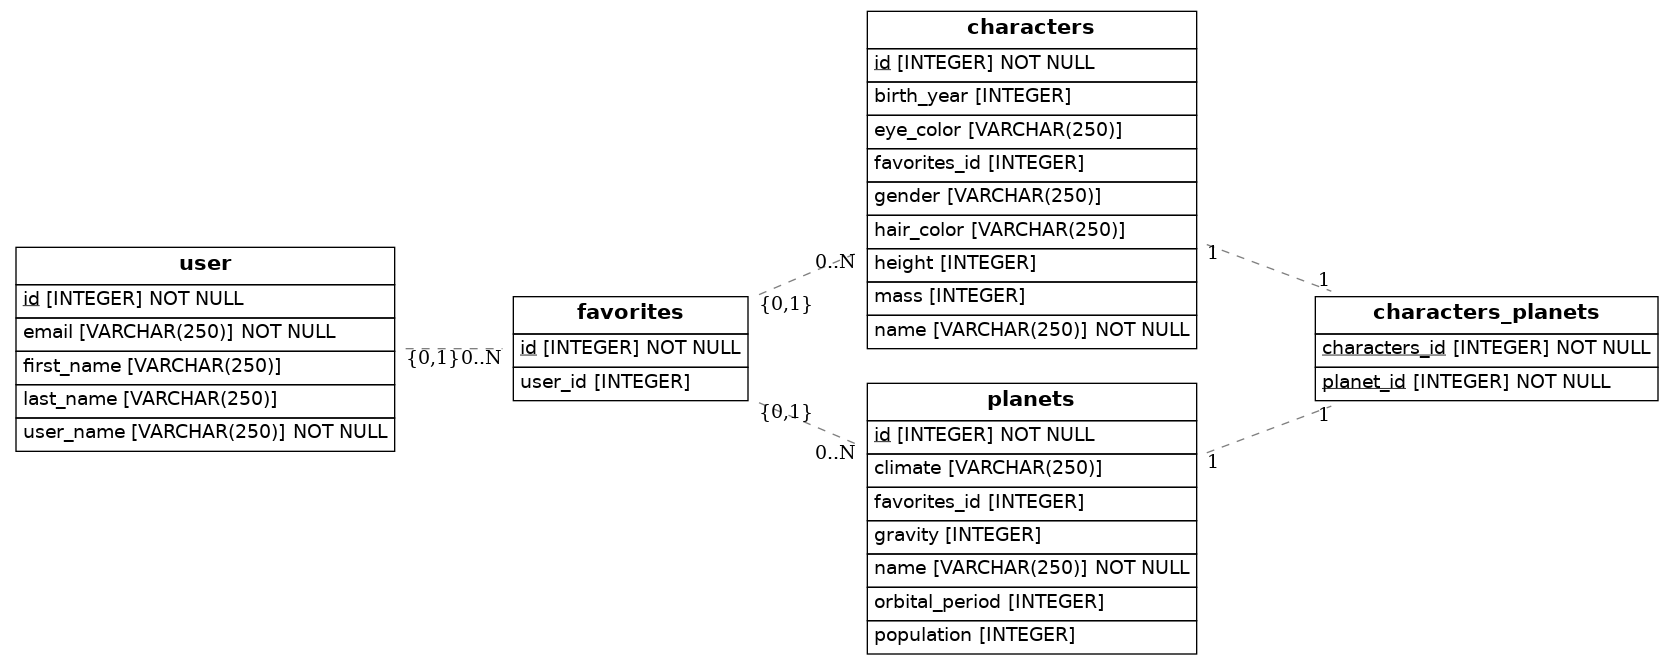 user
id [INTEGER] NOT NULL
email [VARCHAR(250)] NOT NULL
first_name [VARCHAR(250)]
last_name [VARCHAR(250)]
user_name [VARCHAR(250)] NOT NULL
{0,1}
0..N
favorites
id [INTEGER] NOT NULL
user_id [INTEGER]
{0,1}
0..N
{0,1}
0..N
characters
id [INTEGER] NOT NULL
birth_year [INTEGER]
eye_color [VARCHAR(250)]
favorites_id [INTEGER]
gender [VARCHAR(250)]
hair_color [VARCHAR(250)]
height [INTEGER]
mass [INTEGER]
name [VARCHAR(250)] NOT NULL
planets
id [INTEGER] NOT NULL
climate [VARCHAR(250)]
favorites_id [INTEGER]
gravity [INTEGER]
name [VARCHAR(250)] NOT NULL
orbital_period [INTEGER]
population [INTEGER]
1
1
1
1
characters_planets
characters_id [INTEGER] NOT NULL
planet_id [INTEGER] NOT NULL